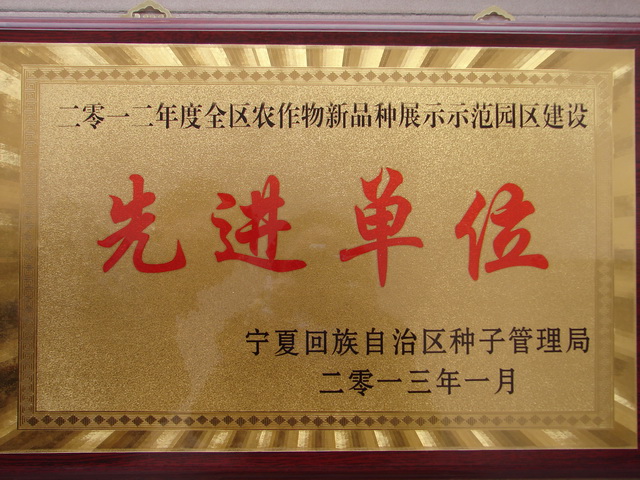 二零一二年度全区农作物新品种展示示范园区建设
先进单位
宁夏回族自治区种子管理局
二零一三年一月